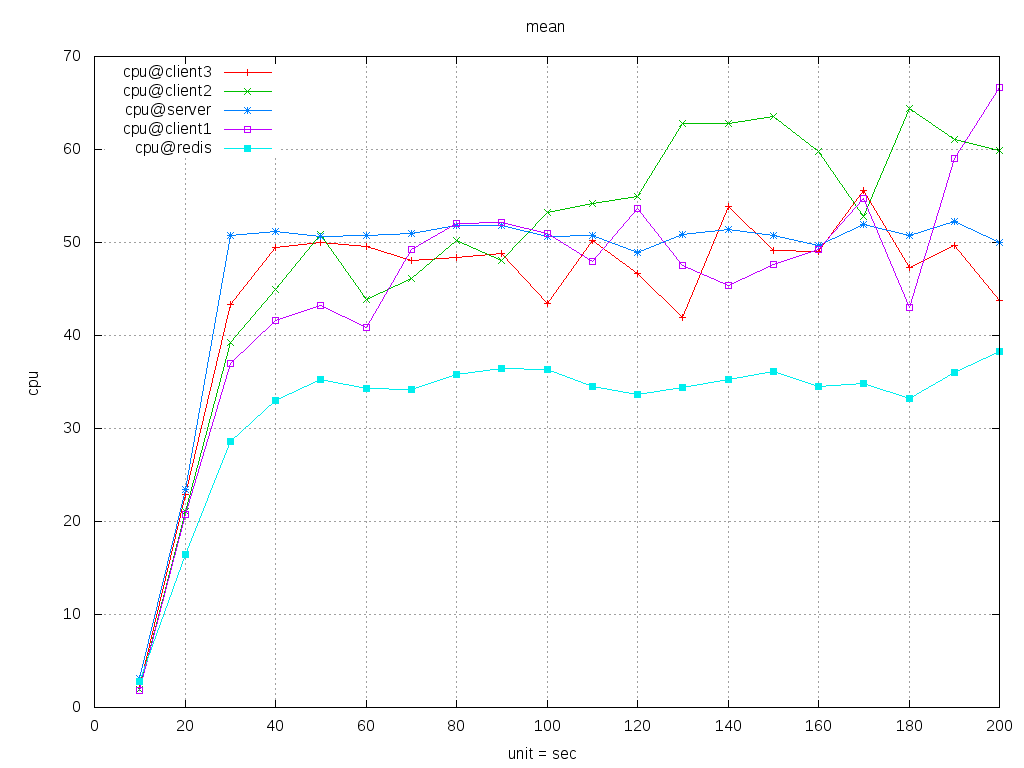 mean
70
60
50
40
30
20
10
0
cpu
cpu@client3
cpu@client2
cpu@server
cpu@client1
cpu@redis
0 20 40 60 80 100 120 140 160 180 200
unit = sec